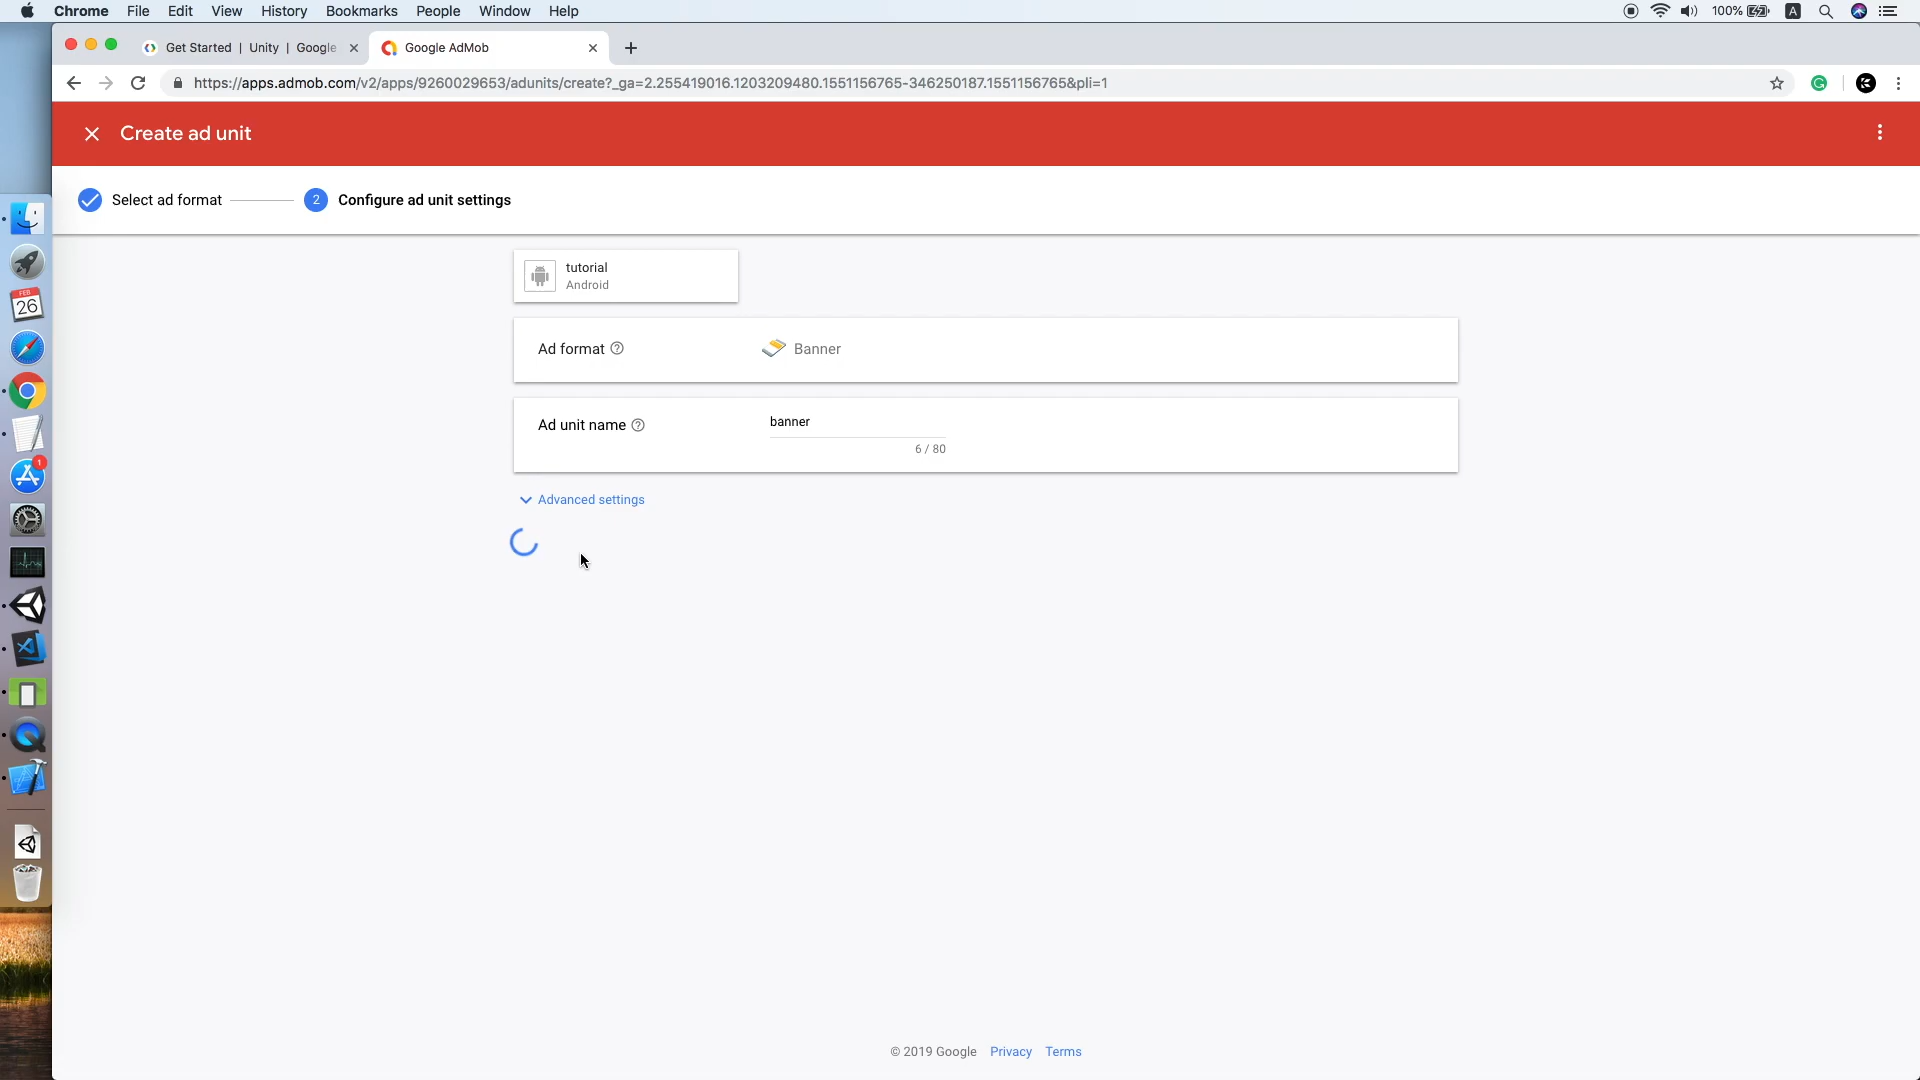 Chrome File Edit View History Bookmarks People Window Help 100% A
Get Started | Unity | Google
Google AdMob
https://apps.admob.com/v2/apps/9260029653/adunits/create?_ga=2.255419016.1203209480.1551156765-346250187.1551156765&pli=1
Create ad unit
Select ad format 2 Configure ad unit settings
FEB
26
1
tutorial
Android
Ad format ? Banner
Ad unit name ? banner
6 / 80
Advanced settings
© 2019 Google Privacy Terms